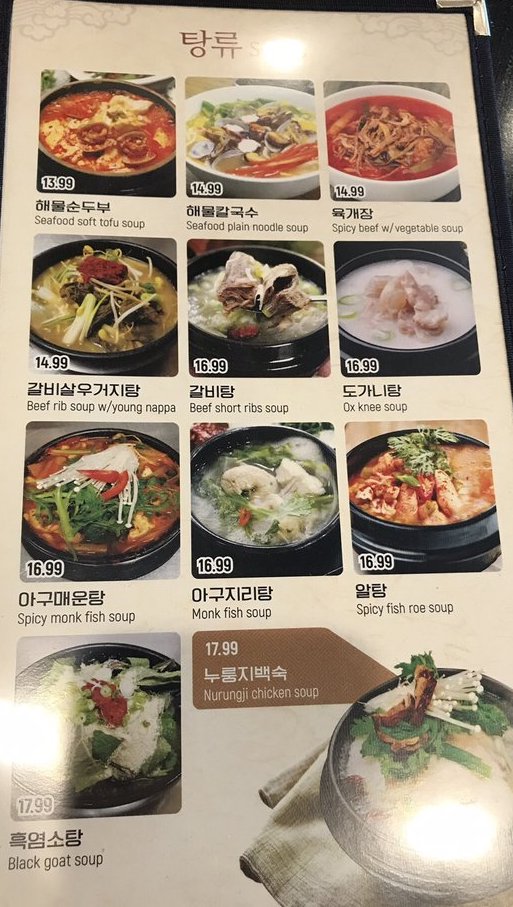 탕류
13.99
해물순두부
Seafood soft tofu soup
14.99
해물칼국수
Seafood plain noodle soup
14.99
육개장
Spicy beef w/vegetable soup
14.99
갈비살우거지탕
Beef rib soup w/young nappa
16.99
갈비탕
Beef short ribs soup
16.99
도가니탕
Ox knee soup
16.99
아구매운탕
Spicy monk fish soup
16.99
아구지리탕
Monk fish soup
16.99
알탕
Spicy fish roe soup
17.99
흑염소탕
Black goat soup
17.99
누룽지백숙
Nurungji chicken soup